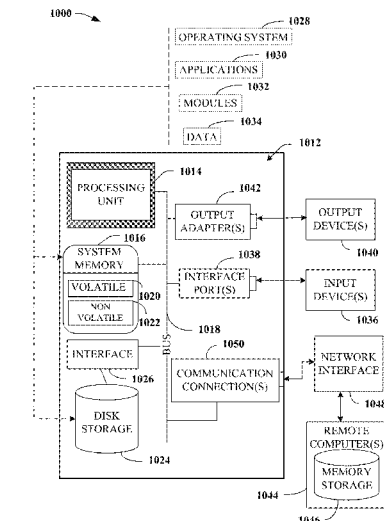 1000
1028
OPERATING SYSTEM
1030
APPLICATIONS
1032
MODULES
1034
DATA
1012
1014
PROCESSING
UNIT
1042
OUTPUT
ADAPTER(S)
OUTPUT
DEVICE(S)
1040
1016
SYSTEM
MEMORY
VOLATILE
1020
NON
VOLATILE
1022
1038
INTERFACE
PORT(S)
INPUT
DEVICE(S)
1036
1018
BUS
1050
INTERFACE
1026
COMMUNICATION
CONNECTION(S)
NETWORK
INTERFACE
1048
DISK
STORAGE
1024
REMOTE
COMPUTER(S)
MEMORY
STORAGE
1044
1046